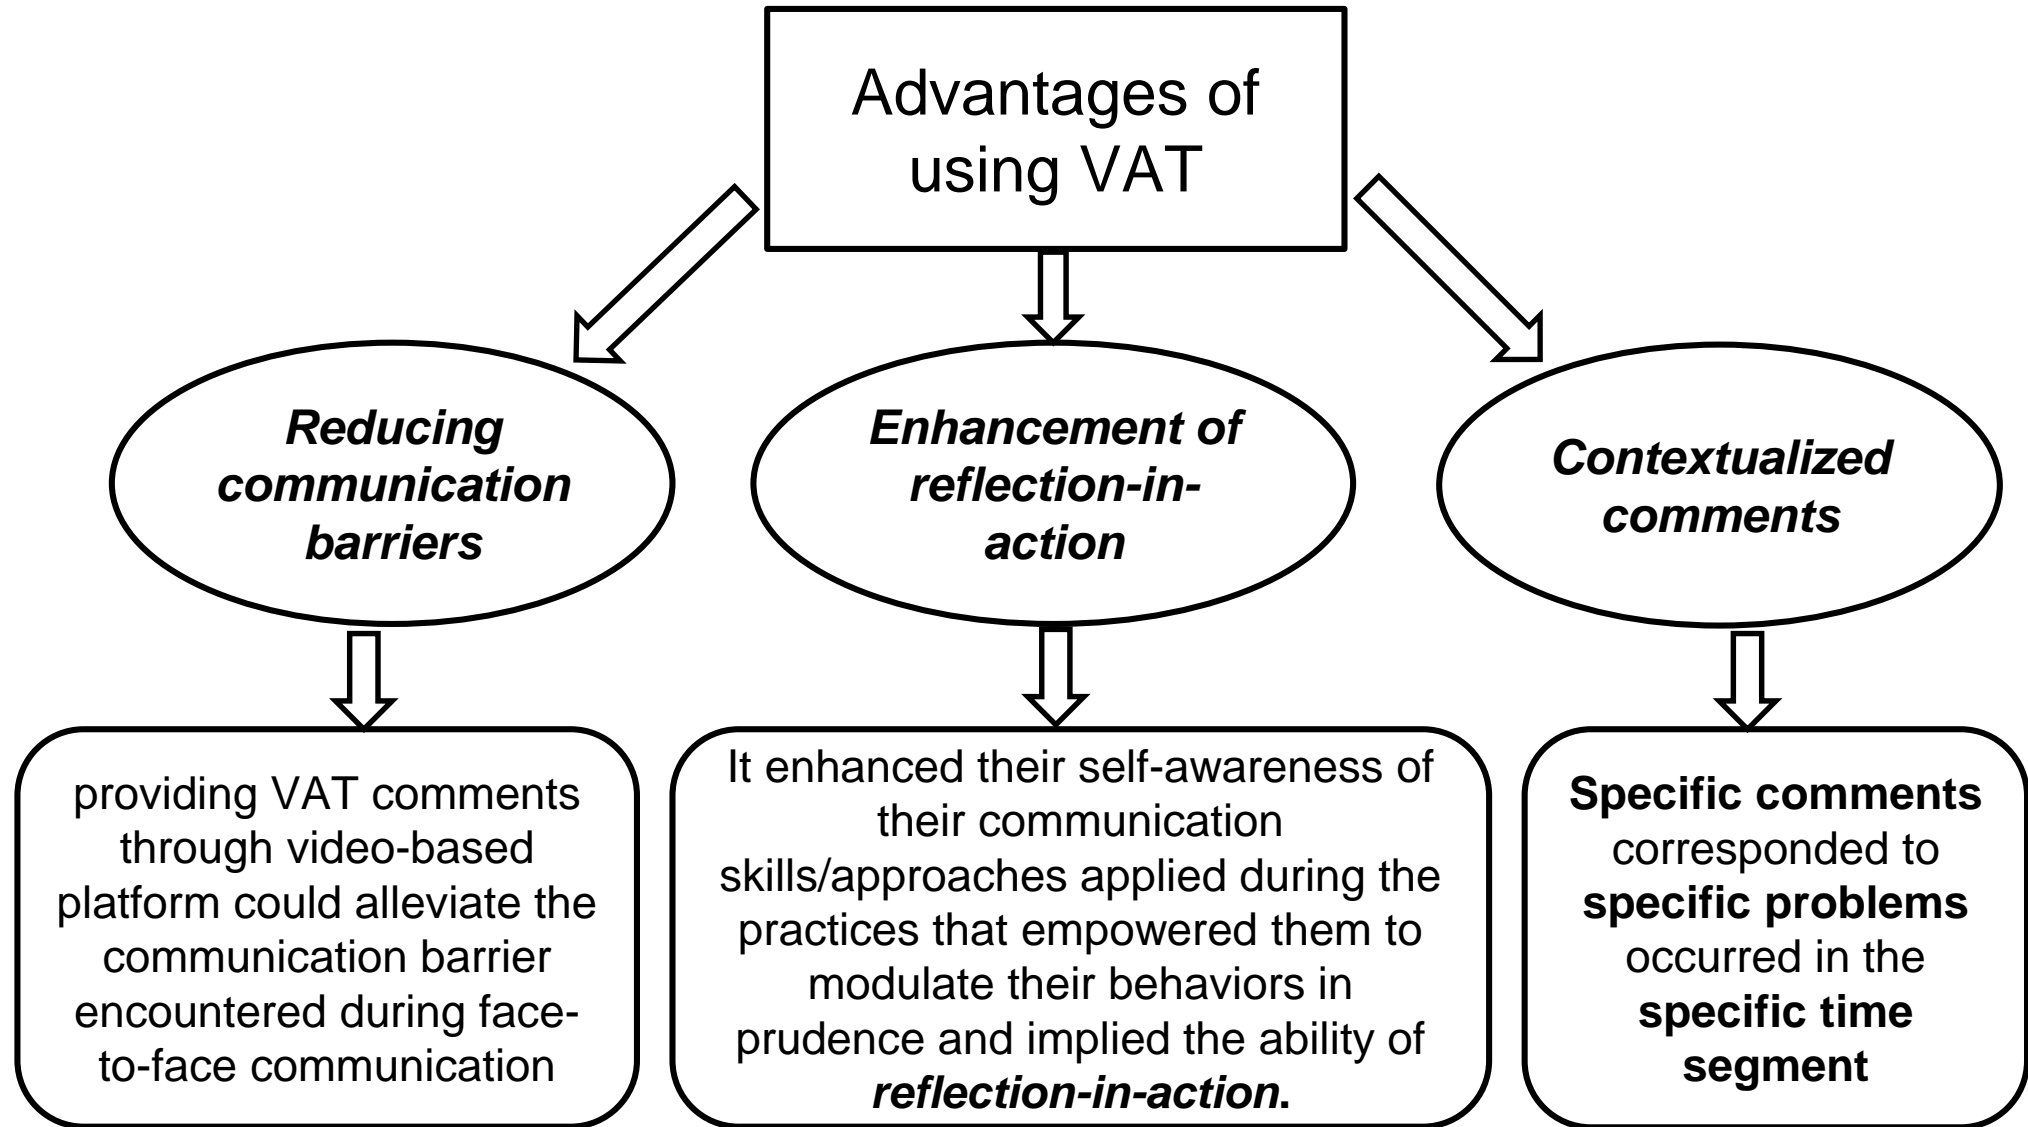 Advantages of
using VAT
Reducing
communication
barriers
Enhancement of
reflection-in-
action
Contextualized
comments
providing VAT comments
through video-based
platform could alleviate the
communication barrier
encountered during face-
to-face communication
It enhanced their self-awareness of
their communication
skills/approaches applied during the
practices that empowered them to
modulate their behaviors in
prudence and implied the ability of
reflection-in-action.
Specific comments
corresponded to
specific problems
occurred in the
specific time
segment